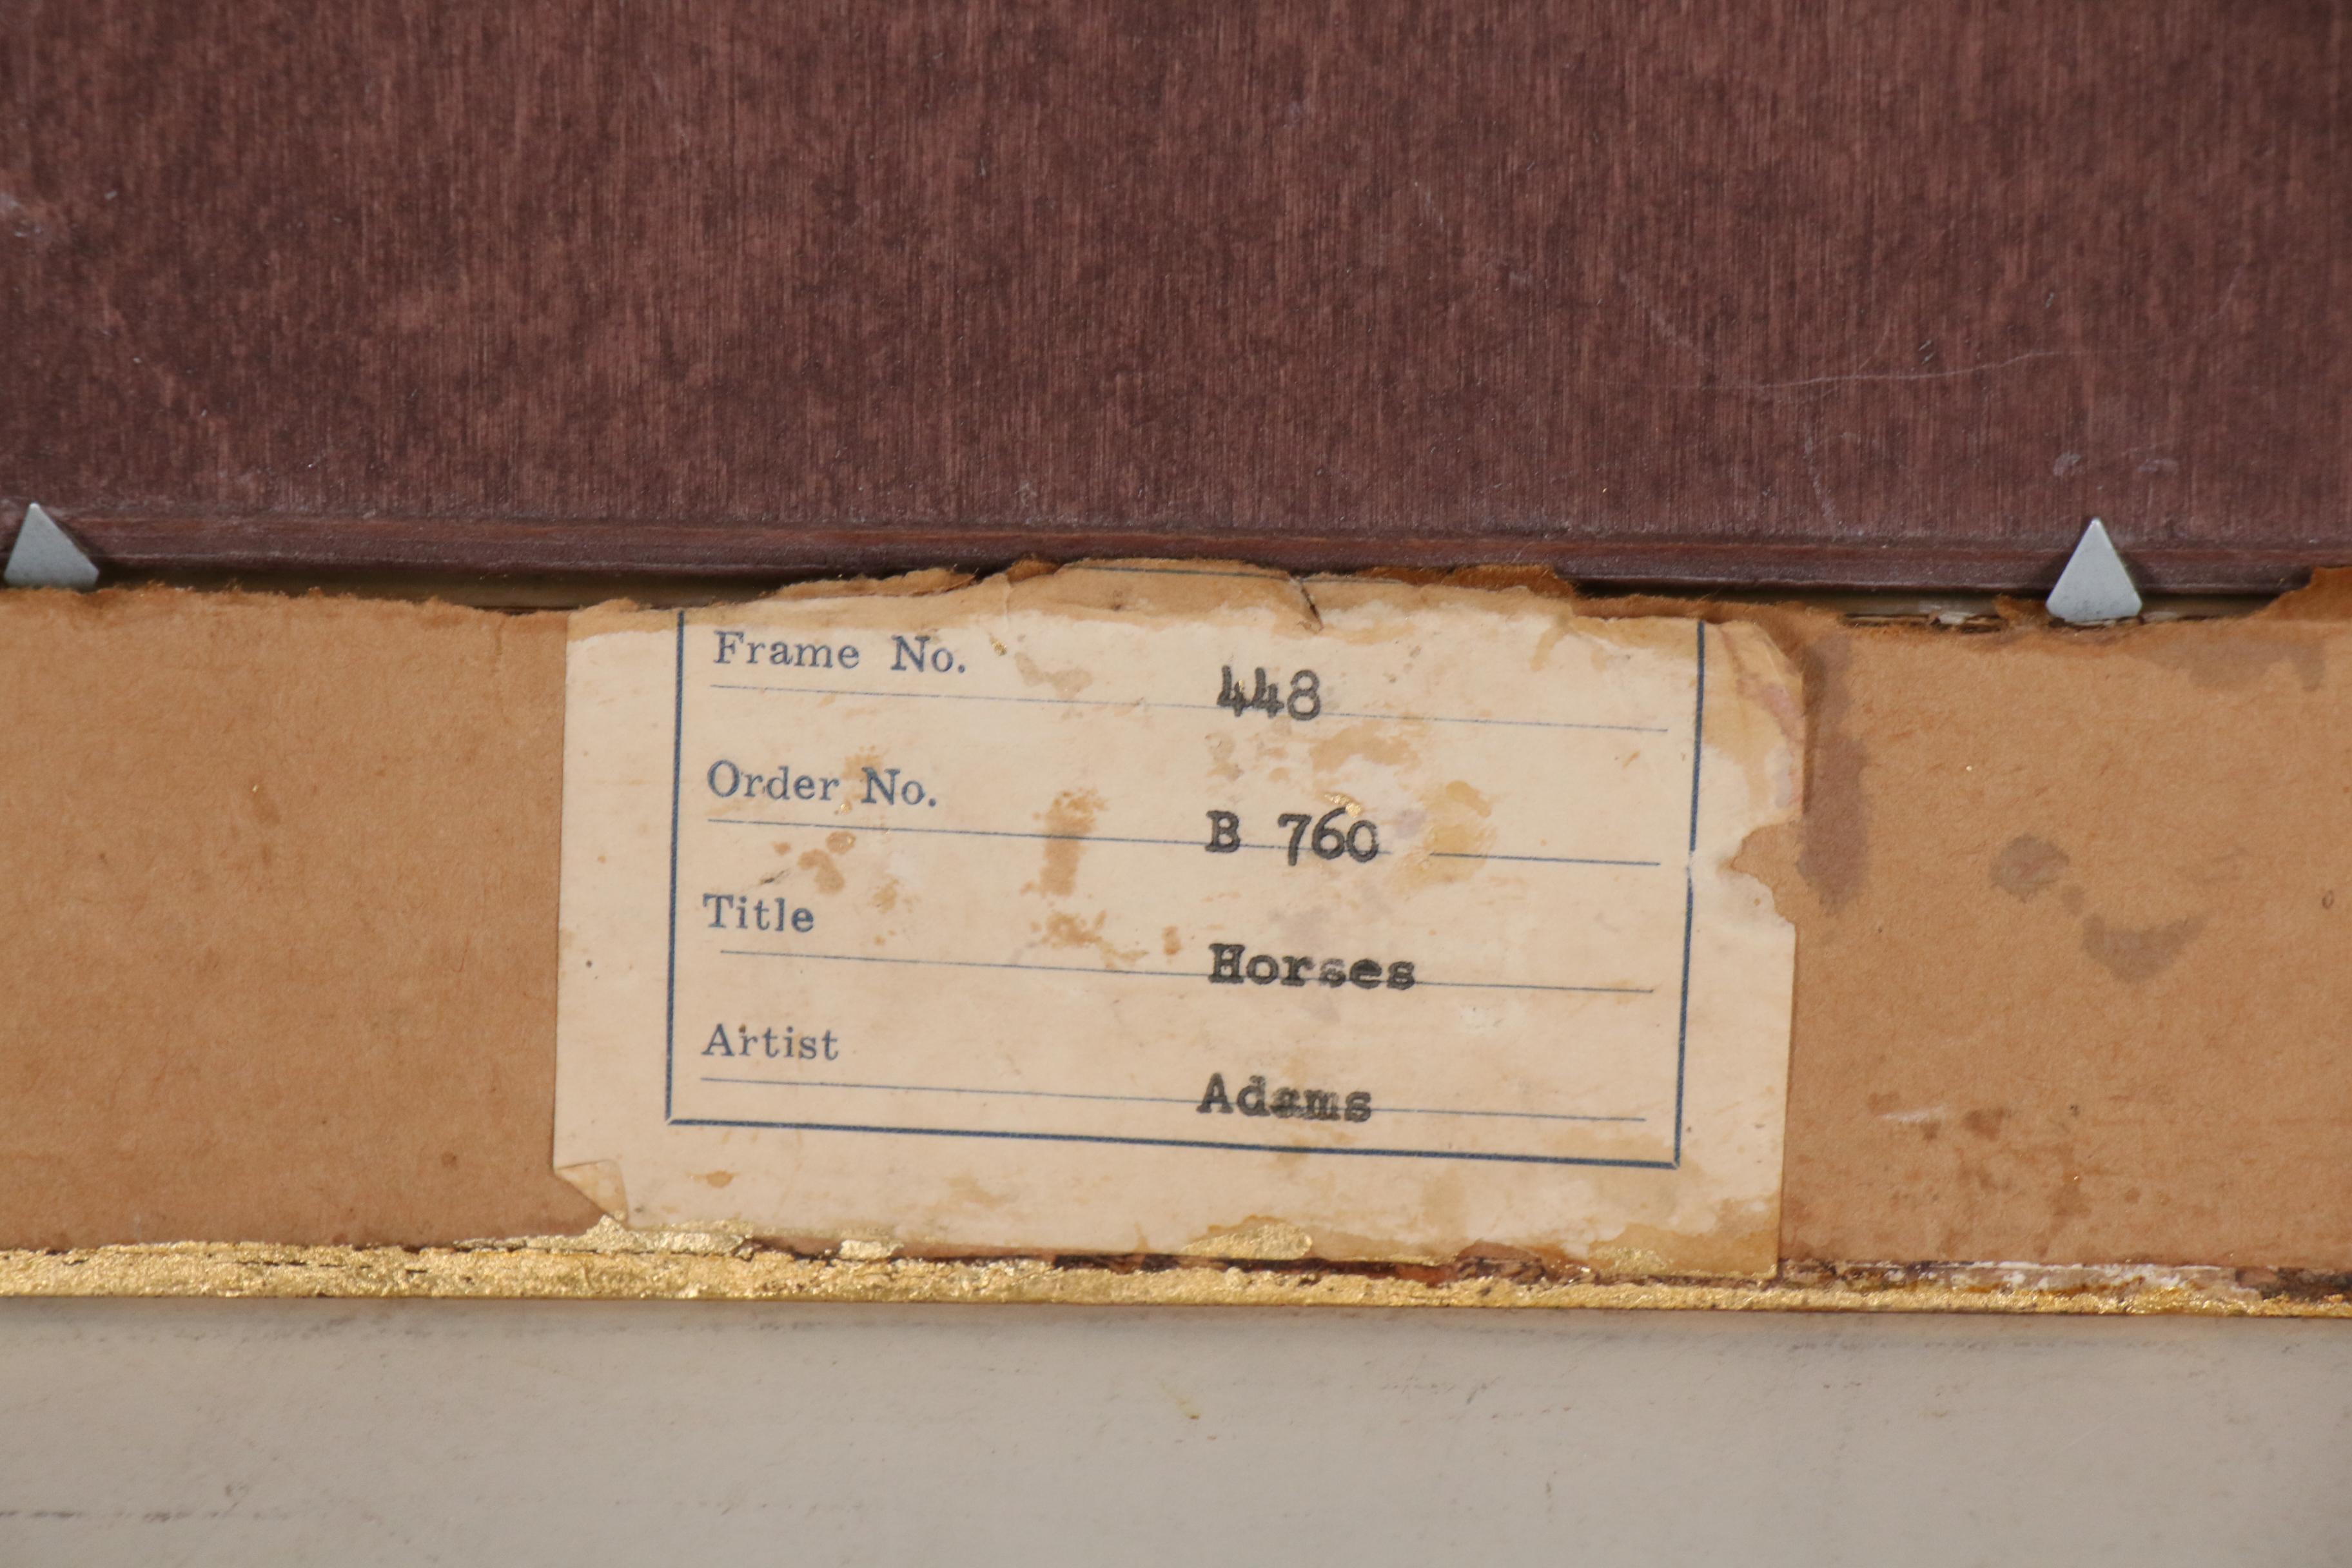 Frame No. 448
Order No. B 760
Title Horses
Artist Adams